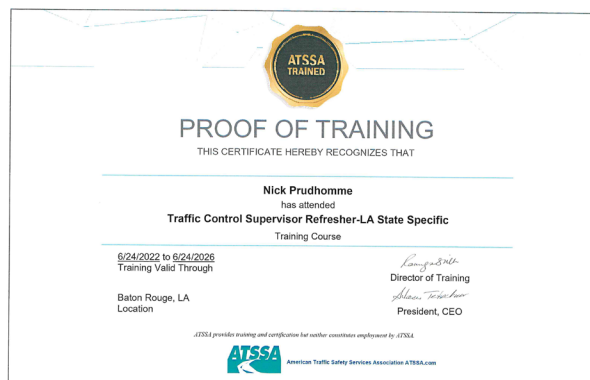 ATSSA
TRAINED
PROOF OF TRAINING
THIS CERTIFICATE HEREBY RECOGNIZES THAT
Nick Prudhomme
has attended
Traffic Control Supervisor Refresher-LA State Specific
Training Course
6/24/2022 to 6/24/2026
Training Valid Through
Director of Training
Baton Rouge, LA
Location
President, CEO
ATSSA provides training and certification but neither constitutes employment by ATSSA.
ATSSA American Traffic Safety Services Association ATSSA.com